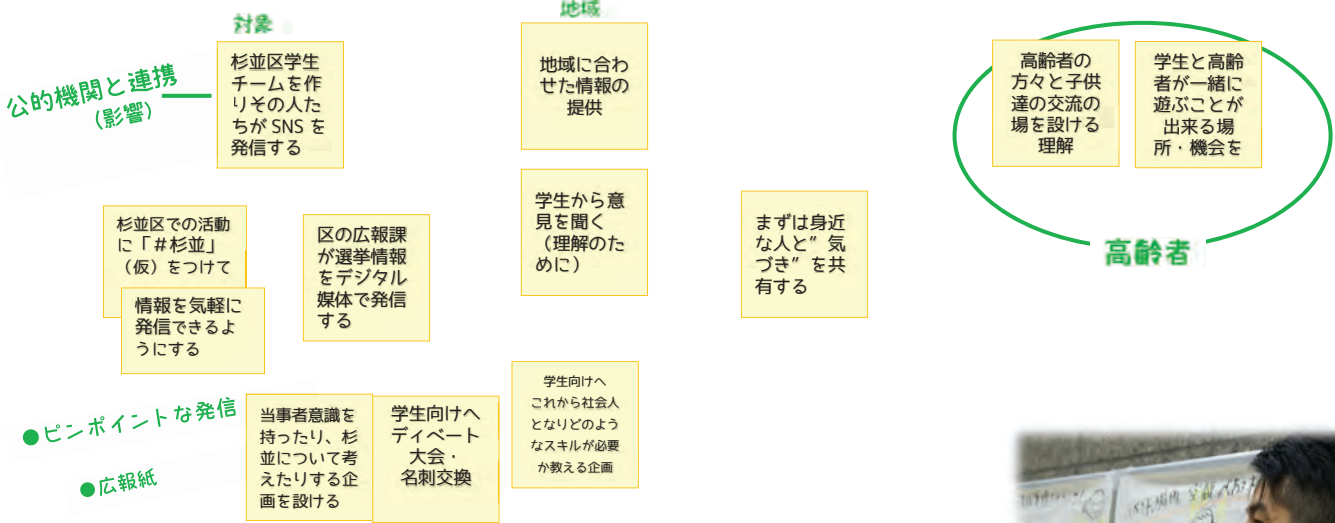 対象
地域
公的機関と連携
(影響)
杉並区学生
チームを作
りその人た
ちが SNS を
発信する
地域に合わ
せた情報の
提供
高齢者の
方々と子供
達の交流の
場を設ける
理解
学生と高齢
者が一緒に
遊ぶことが
出来る場
所・機会を
高齢者
杉並区での活動
に「#杉並」
(仮)をつけて
情報を気軽に
発信できるよ
うにする
区の広報課
が選挙情報
をデジタル
媒体で発信
する
学生から意
見を聞く
(理解のた
めに)
まずは身近
な人と”気
づき”を共
有する
●ピンポイントな発信
●広報紙
当事者意識を
持ったり、杉
並について考
えたりする企
画を設ける
学生向けへ
ディベート
大会・
名刺交換
学生向けへ
これから社会人
となりどのよう
なスキルが必要
か教える企画